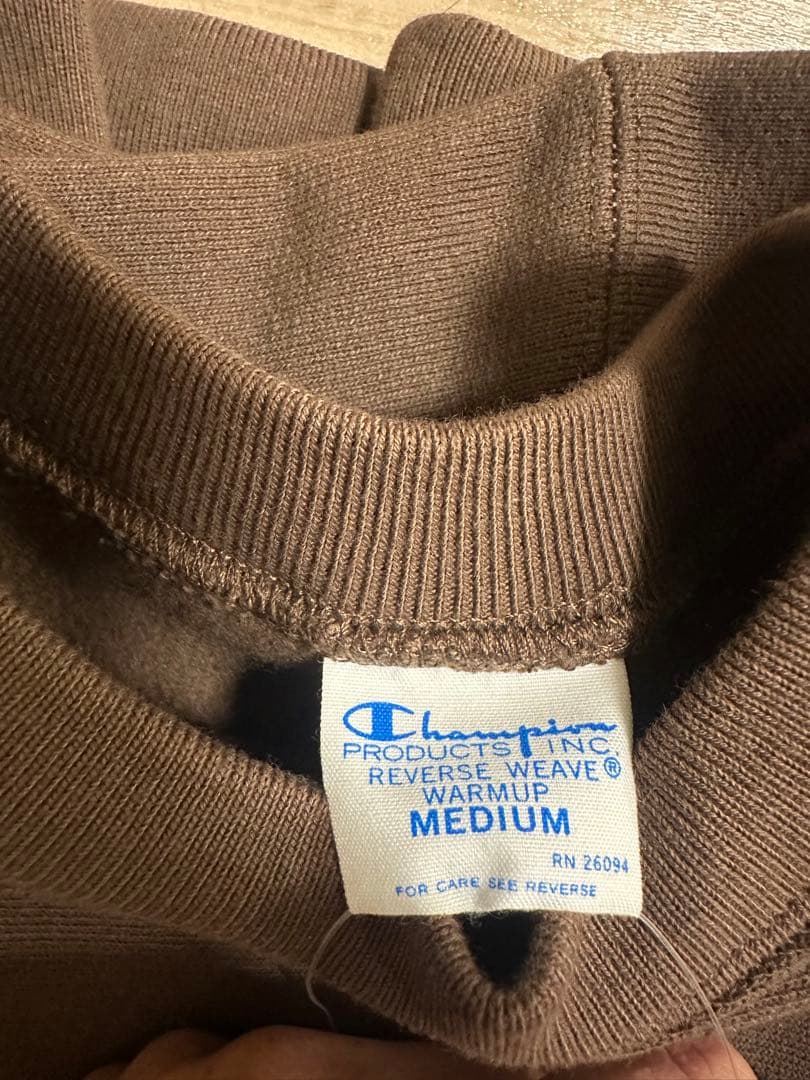 Champion
PRODUCTS INC.
REVERSE WEAVE®
WARMUP
MEDIUM
RN 26094
FOR CARE SEE REVERSE